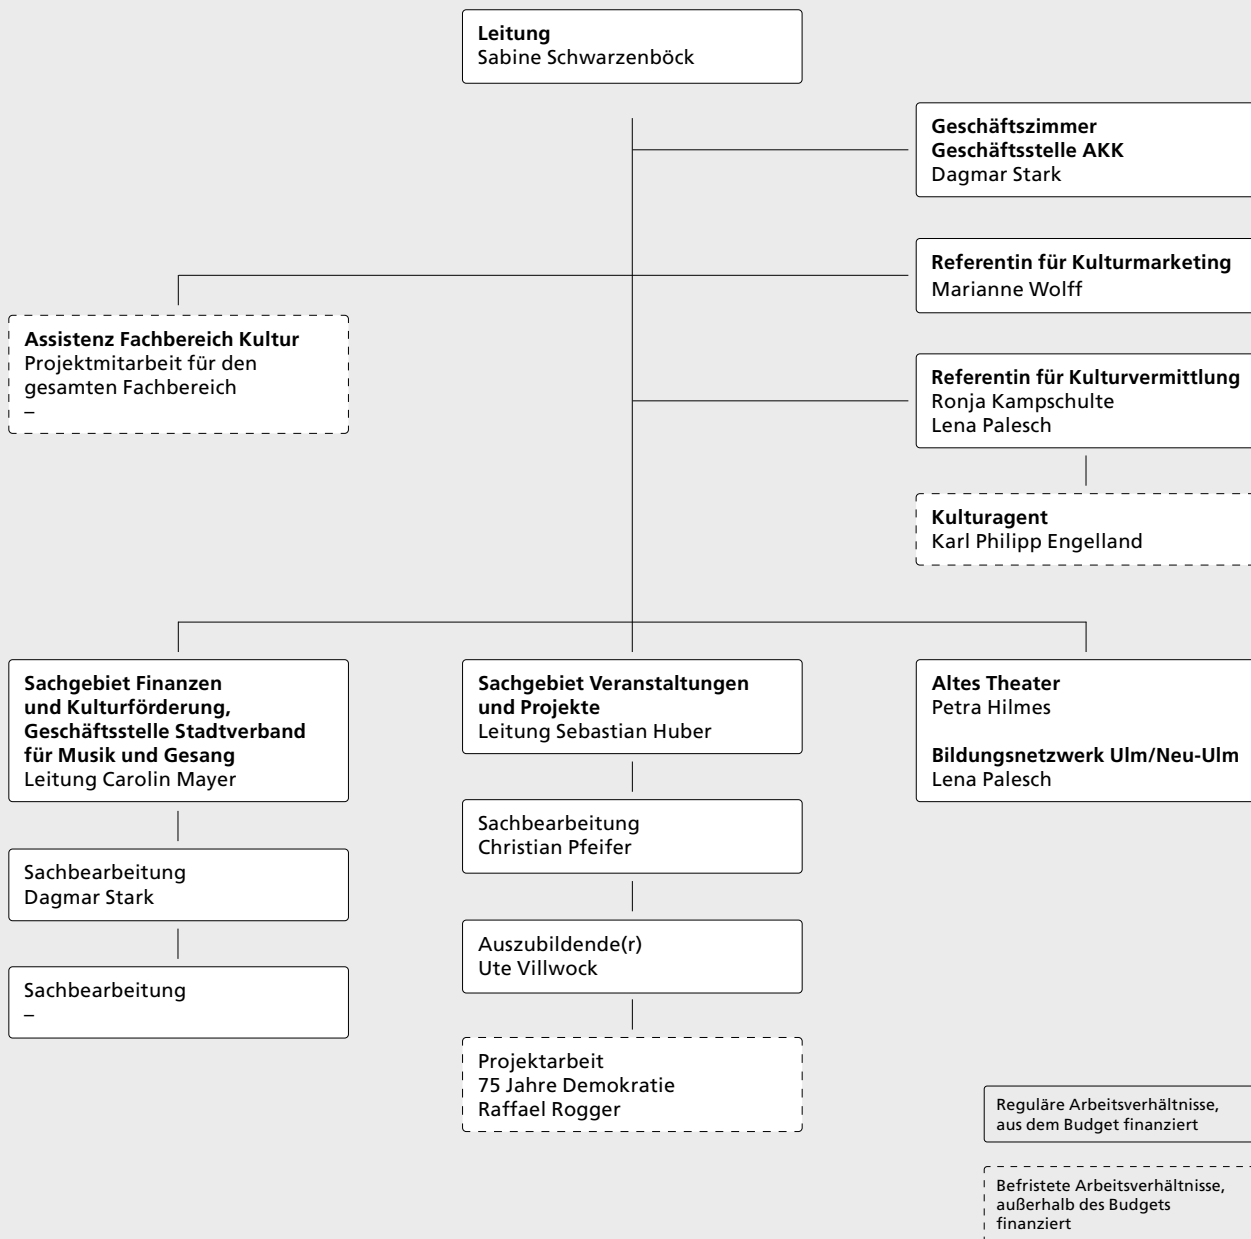 Leitung
Sabine Schwarzenböck
Geschäftszimmer
Geschäftsstelle AKK
Dagmar Stark
Referentin für Kulturmarketing
Marianne Wolff
Assistenz Fachbereich Kultur
Projektmitarbeit für den
gesamten Fachbereich
–
Referentin für Kulturvermittlung
Ronja Kampschulte
Lena Palesch
Kulturagent
Karl Philipp Engelland
Sachgebiet Finanzen
und Kulturförderung,
Geschäftsstelle Stadtverband
für Musik und Gesang
Leitung Carolin Mayer
Sachbearbeitung
Dagmar Stark
Sachbearbeitung
–
Sachgebiet Veranstaltungen
und Projekte
Leitung Sebastian Huber
Sachbearbeitung
Christian Pfeifer
Auszubildende(r)
Ute Villwock
Projektarbeit
75 Jahre Demokratie
Raffael Rogger
Altes Theater
Petra Hilmes
Bildungsnetzwerk Ulm/Neu-Ulm
Lena Palesch
Reguläre Arbeitsverhältnisse,
aus dem Budget finanziert
Befristete Arbeitsverhältnisse,
außerhalb des Budgets
finanziert